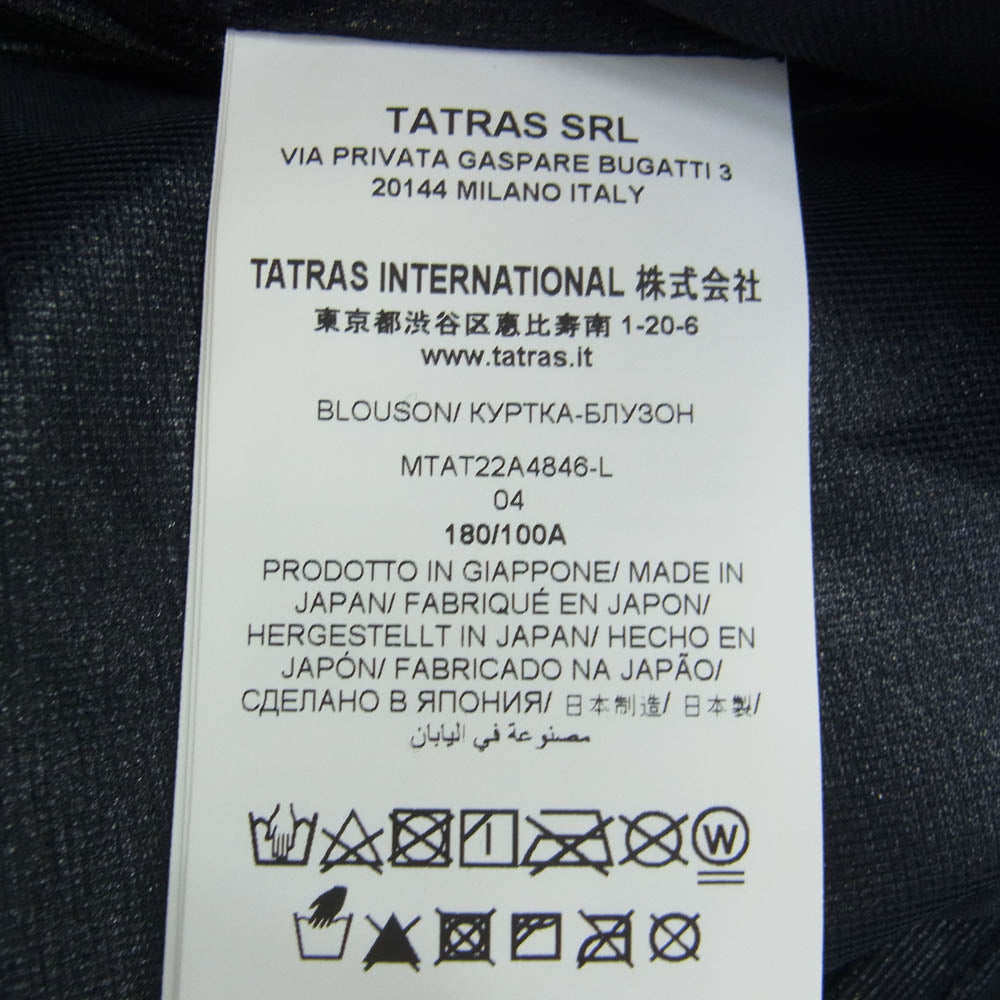 TATRAS SRL
VIA PRIVATA GASPARE BUGATTI 3
20144 MILANO ITALY
TATRAS INTERNATIONAL 株式会社
東京都渋谷区恵比寿南 1-20-6
www.tatras.it
BLOUSON/ КУРТКА-БЛУЗОН
MTAT22A4846-L
04
180/100A
PRODOTTO IN GIAPPONE/ MADE IN
JAPAN/ FABRIQUÉ EN JAPON/
HERGESTELLT IN JAPAN/ HECHO EN
JAPÓN/ FABRICADO NA JAPÃO/
СДЕЛАНО В ЯПОНИЯ/ 日本制造/ 日本製/
مصنوعة في اليابان
W